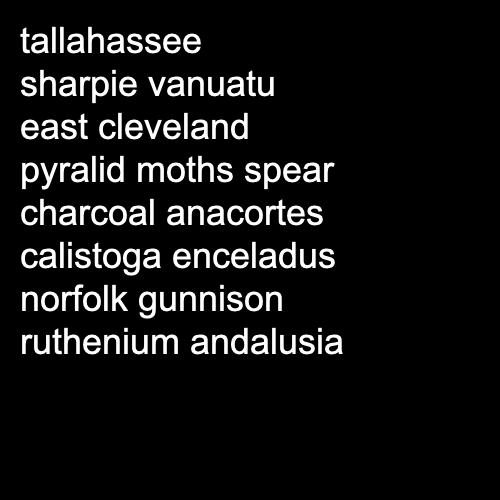 tallahassee
sharpie vanuatu
east cleveland
pyralid moths spear
charcoal anacortes
calistoga enceladus
norfolk gunnison
ruthenium andalusia